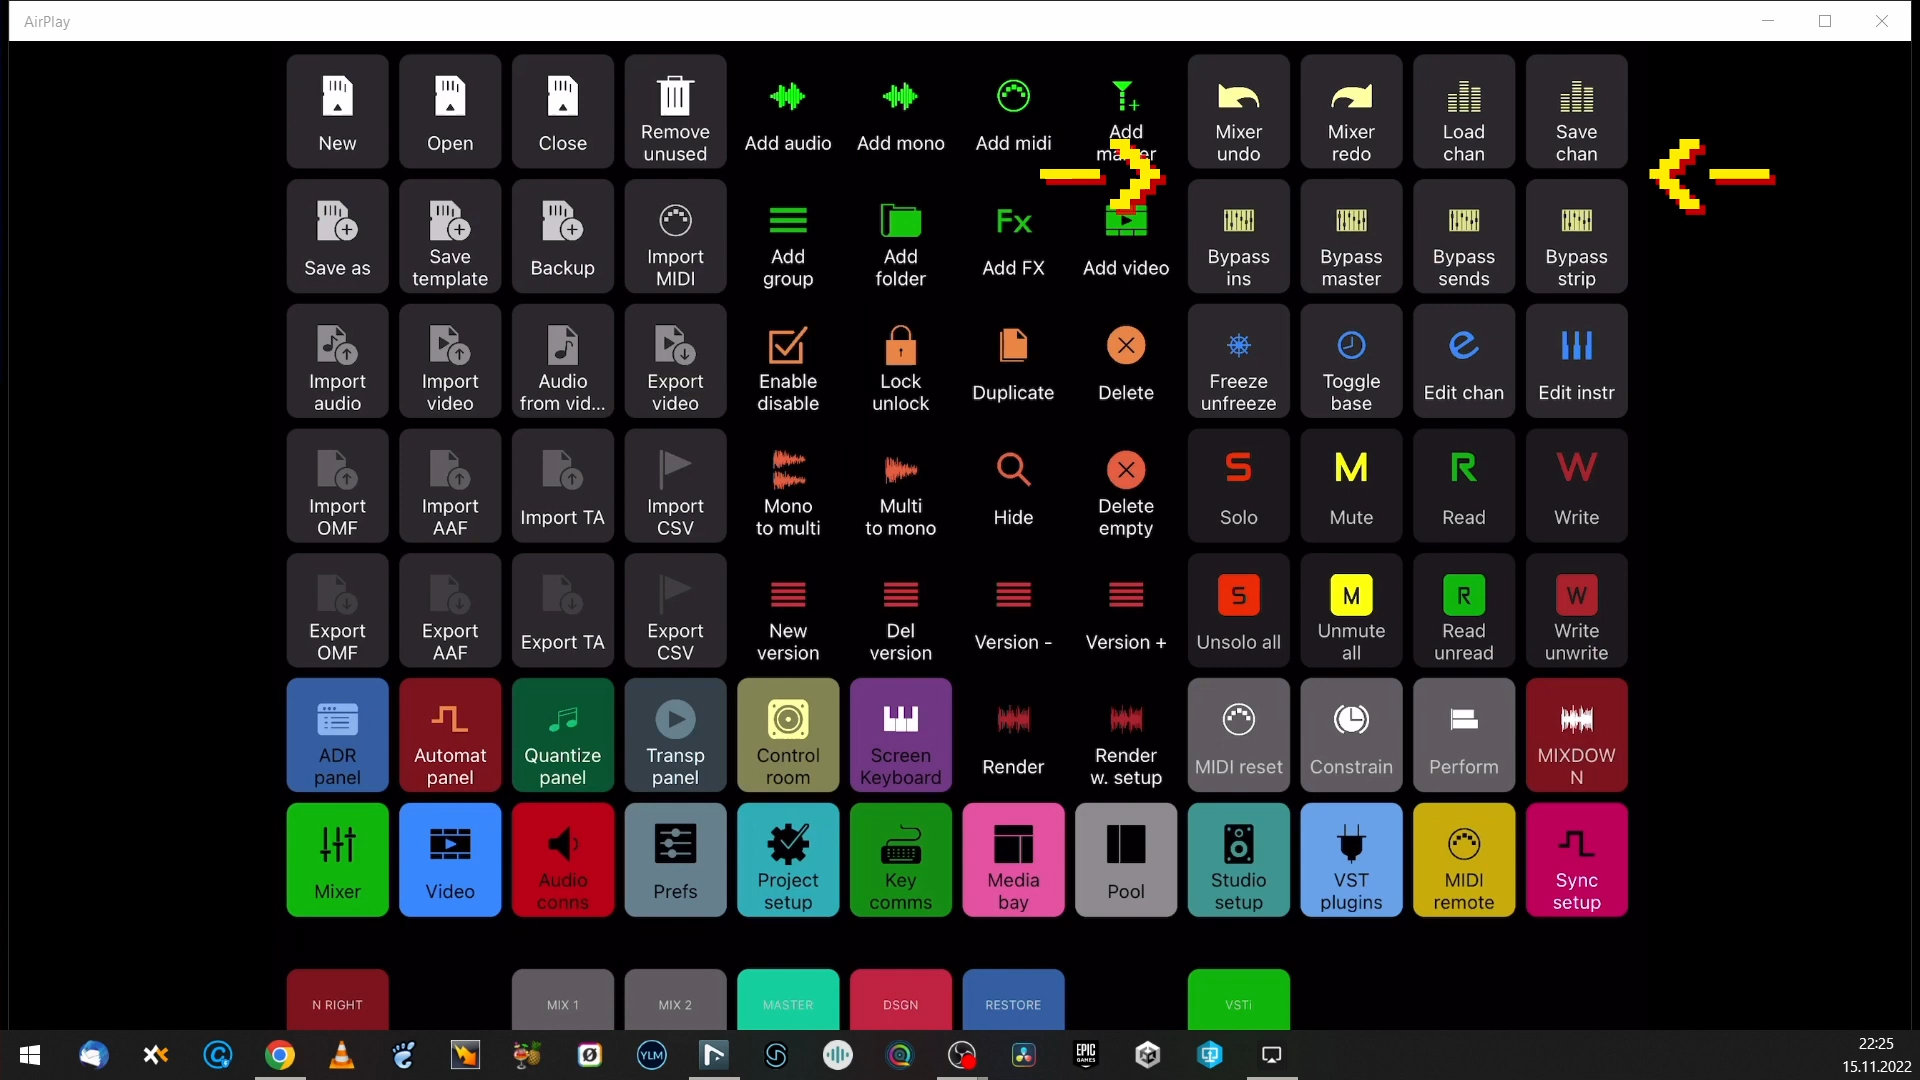 AirPlay
New
Open
Close
Remove
unused
Add audio
Add mono
Add midi
Add
Mixer
undo
Mixer
redo
Load
chan
Save
chan
Save as
Save
template
Backup
Import
MIDI
Add
group
Add
folder
Fx
Add FX
Add video
Bypass
ins
Bypass
master
Bypass
sends
Bypass
strip
Import
audio
Import
video
Audio
from vid...
Export
video
Enable
disable
Lock
unlock
Duplicate
Delete
Freeze
unfreeze
Toggle
base
Edit chan
Edit instr
Import
OMF
Import
AAF
Import TA
Import
CSV
Mono
to multi
Multi
to mono
Hide
Delete
empty
S
Solo
M
Mute
R
Read
W
Write
Export
OMF
Export
AAF
Export TA
Export
CSV
New
version
Del
version
Version -
Version +
S
Unsolo all
M
Unmute
all
R
Read
unread
W
Write
unwrite
ADR
panel
Automat
panel
Quantize
panel
Transp
panel
Control
room
Screen
Keyboard
Render
Render
w. setup
MIDI reset
Constrain
Perform
MIXDOW
N
Mixer
Video
Audio
conns
Prefs
Project
setup
Key
comms
Media
bay
Pool
Studio
setup
VST
plugins
MIDI
remote
Sync
setup
N RIGHT
MIX 1
MIX 2
MASTER
DSGN
RESTORE
VSTi
YLM
EPIC
GAMES
22:25
15.11.2022